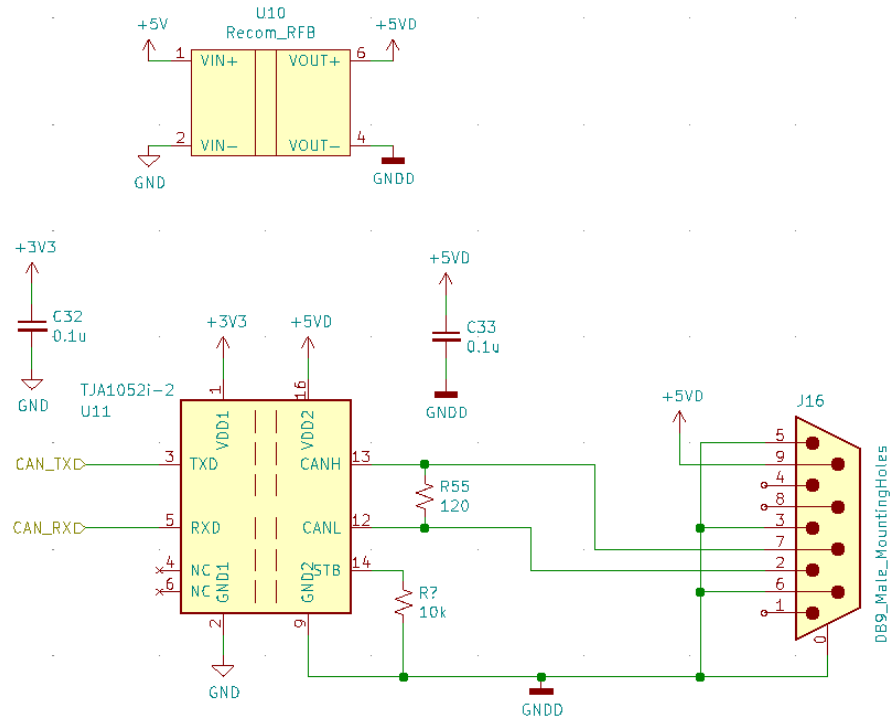 U10
Recom_RFB
+5V
+5VD
1 VIN+ VOUT+ 6
2 VIN- VOUT- 4
GND
GNDD
+3V3
C32
0.1u
GND
+5VD
C33
0.1u
GNDD
+3V3
+5VD
TJA1052i-2
U11
1 VDD1
16 VDD2
CAN_TX 3 TXD CANH 13
R55
120
CAN_RX 5 RXD CANL 12
4 NC
6 NC
STB 14
GND1 2
GND2 9
R?
10k
GND
GNDD
+5VD
J16
5
9
4
8
3
7
2
6
1
0
DB9_Male_MountingHoles